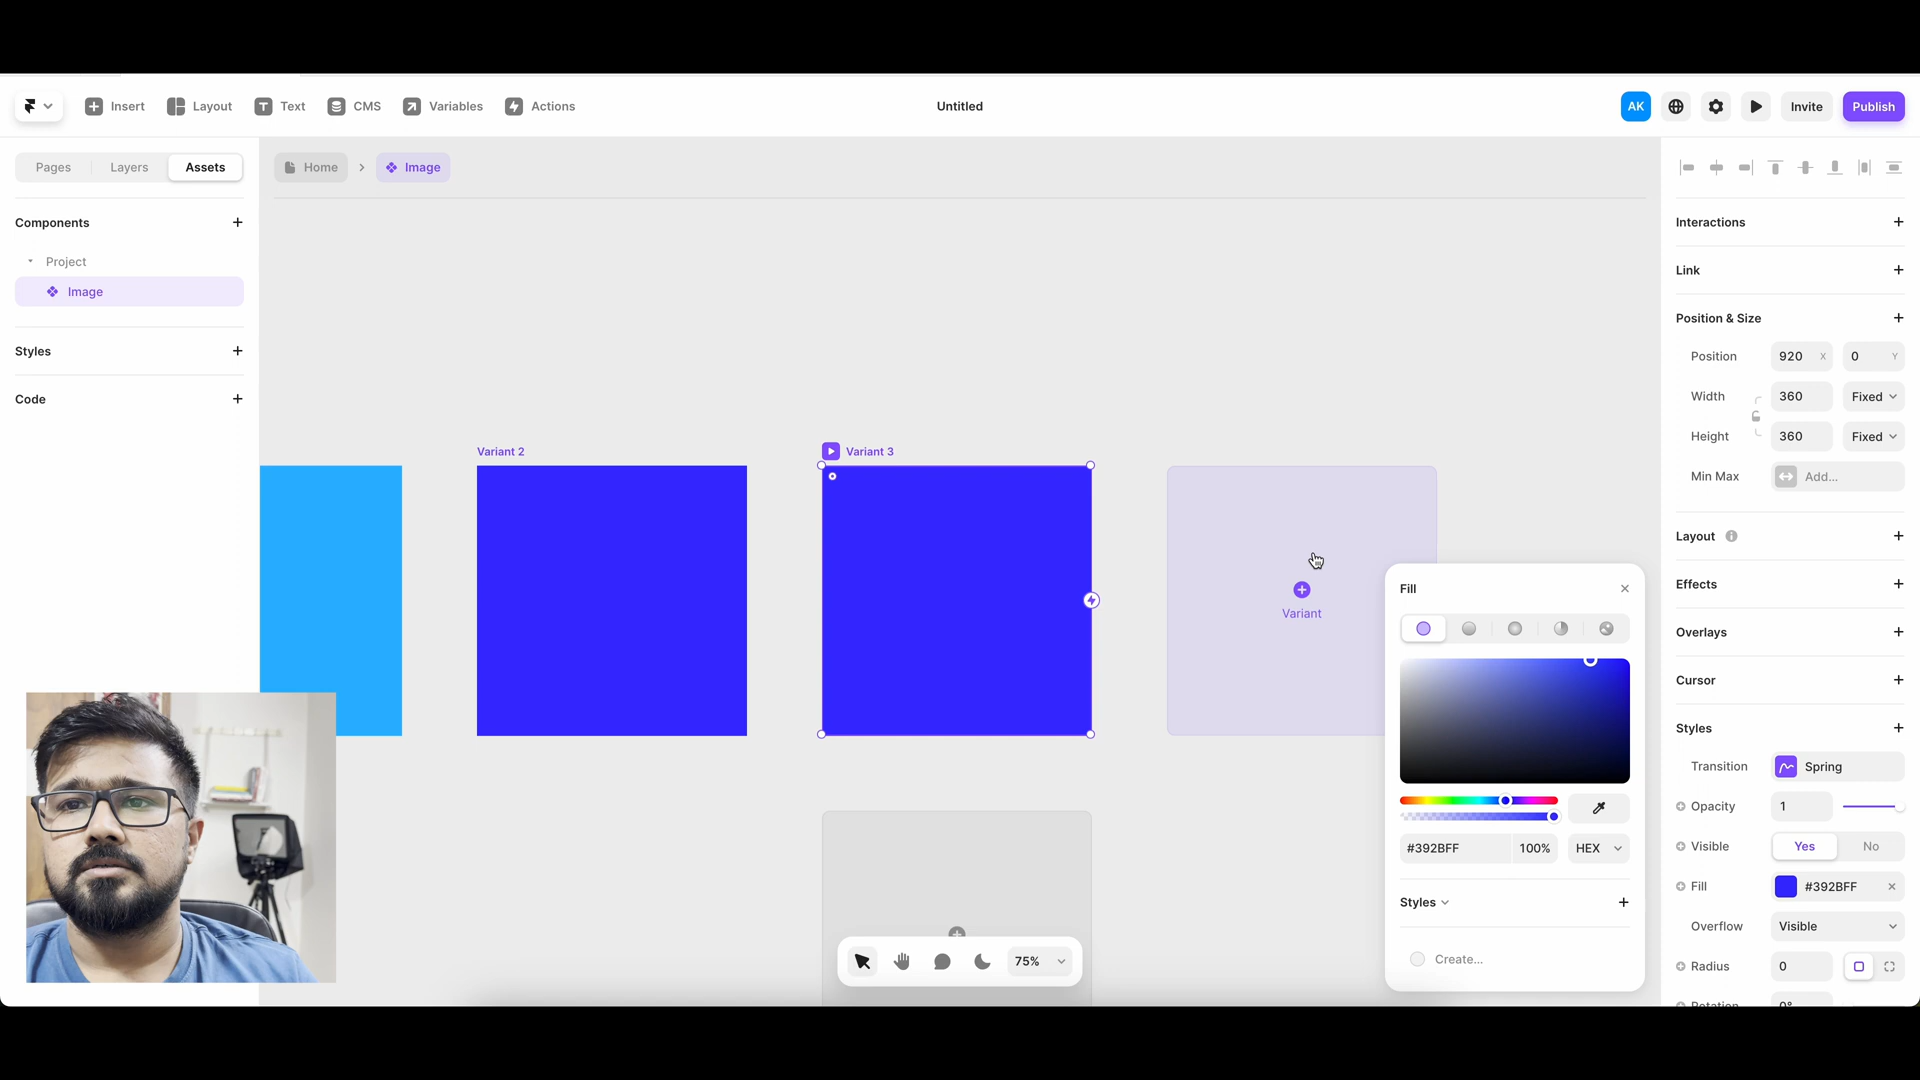 Insert
Layout
Text
CMS
Variables
Actions
Untitled
AK
Invite
Publish
Pages
Layers
Assets
Home
Image
Components
Project
Image
Styles
Code
Variant 2
Variant 3
Variant
75%
Fill
#392BFF
100%
HEX
Styles
Create...
Interactions
Link
Position & Size
Position
920 X
0 Y
Width
360
Fixed
Height
360
Fixed
Min Max
Add...
Layout
Effects
Overlays
Cursor
Styles
Transition
Spring
Opacity
1
Visible
Yes
No
Fill
#392BFF
Overflow
Visible
Radius
0
Rotation
0°